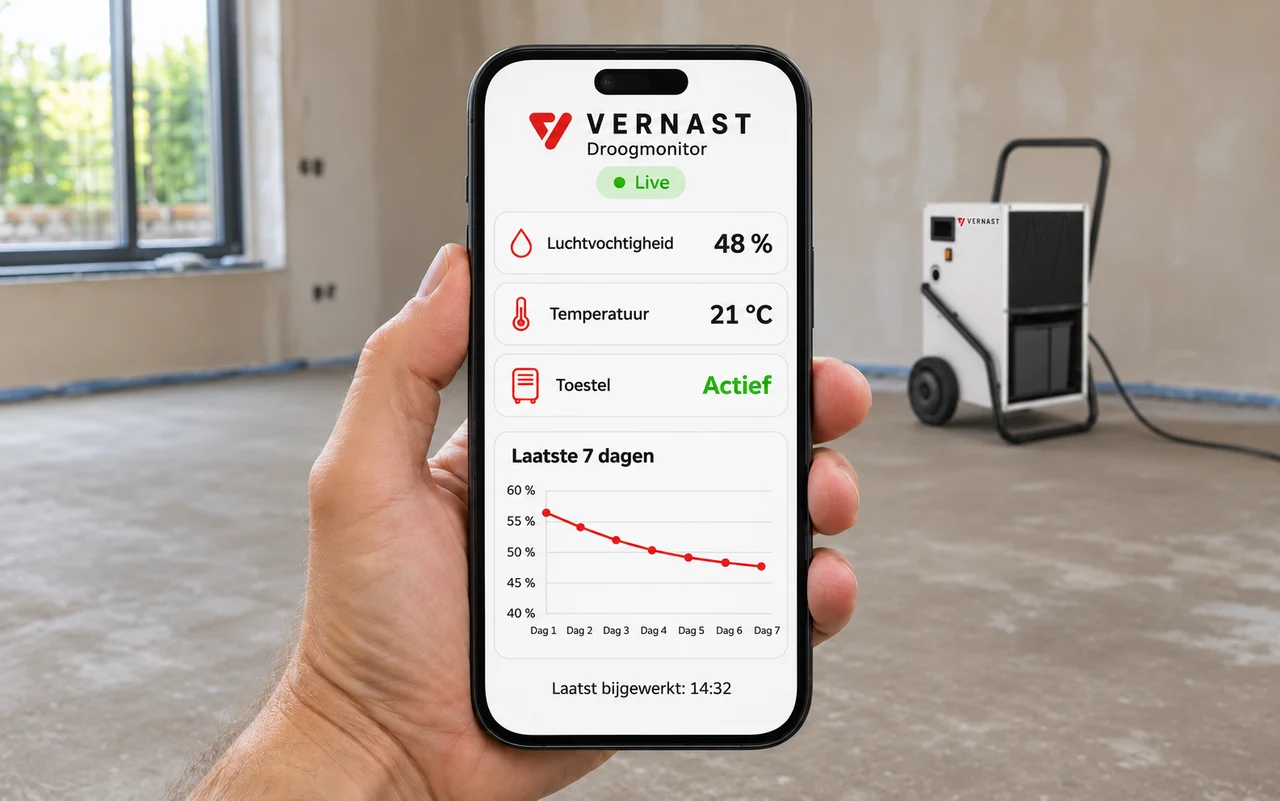 VERNAST
Droogmonitor
Live
Luchtvochtigheid 48 %
Temperatuur 21 °C
Toestel Actief
Laatste 7 dagen
60 %
55 %
50 %
45 %
40 %
Dag 1 Dag 2 Dag 3 Dag 4 Dag 5 Dag 6 Dag 7
Laatst bijgewerkt: 14:32
VERNAST